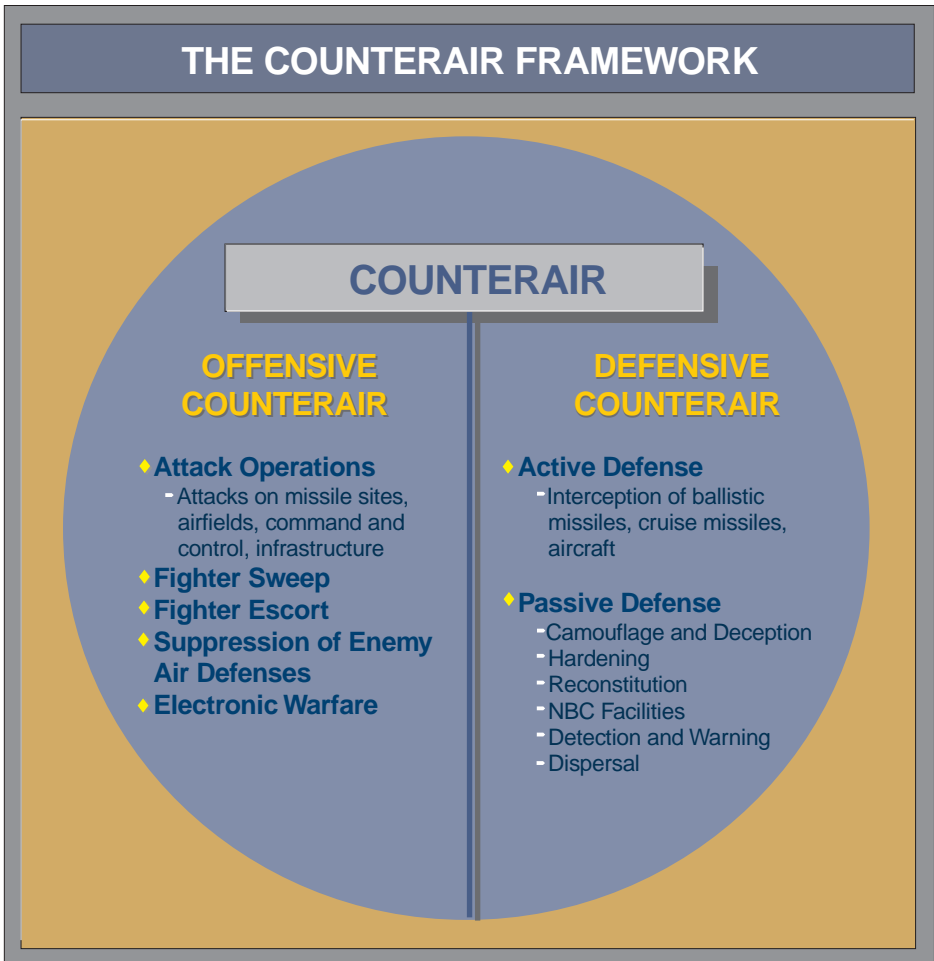 THE COUNTERAIR FRAMEWORK
COUNTERAIR
OFFENSIVE
COUNTERAIR
Attack Operations
-Attacks on missile sites,
airfields, command and
control, infrastructure
Fighter Sweep
Fighter Escort
Suppression of Enemy
Air Defenses
Electronic Warfare
DEFENSIVE
COUNTERAIR
Active Defense
-Interception of ballistic
missiles, cruise missiles,
aircraft
Passive Defense
-Camouflage and Deception
-Hardening
-Reconstitution
-NBC Facilities
-Detection and Warning
-Dispersal